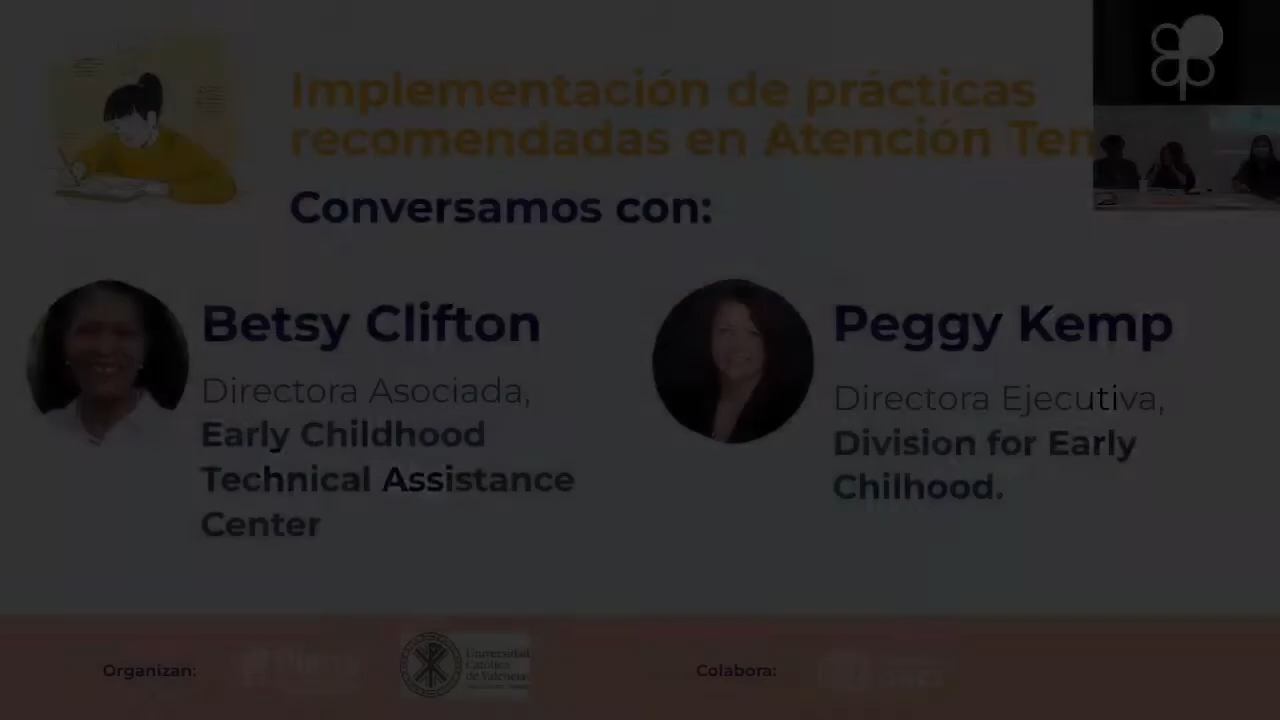 Implementación de prácticas
recomendadas en Atención Tem
Conversamos con:
Betsy Clifton
Directora Asociada,
Early Childhood
Technical Assistance
Center
Peggy Kemp
Directora Ejecutiva,
Division for Early
Chilhood.
Organizan:
Plena
Universidad
Católica
de Valencia
Colabora: